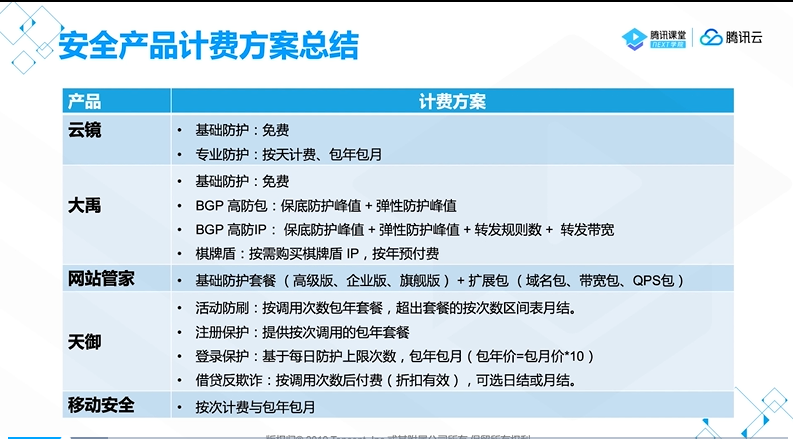 安全产品计费方案总结
腾讯课堂
NEXT学院
腾讯云
产品 计费方案
云镜
• 基础防护：免费
• 专业防护：按天计费、包年包月
大禹
• 基础防护：免费
• BGP 高防包：保底防护峰值 + 弹性防护峰值
• BGP 高防IP： 保底防护峰值 + 弹性防护峰值 + 转发规则数 + 转发带宽
• 棋牌盾：按需购买棋牌盾 IP，按年预付费
网站管家
• 基础防护套餐（高级版、企业版、旗舰版）+ 扩展包（域名包、带宽包、QPS包）
天御
• 活动防刷：按调用次数包年套餐，超出套餐的按次数区间表月结。
• 注册保护：提供按次调用的包年套餐
• 登录保护：基于每日防护上限次数，包年包月（包年价=包月价*10）
• 借贷反欺诈：按调用次数后付费（折扣有效），可选日结或月结。
移动安全
• 按次计费与包年包月